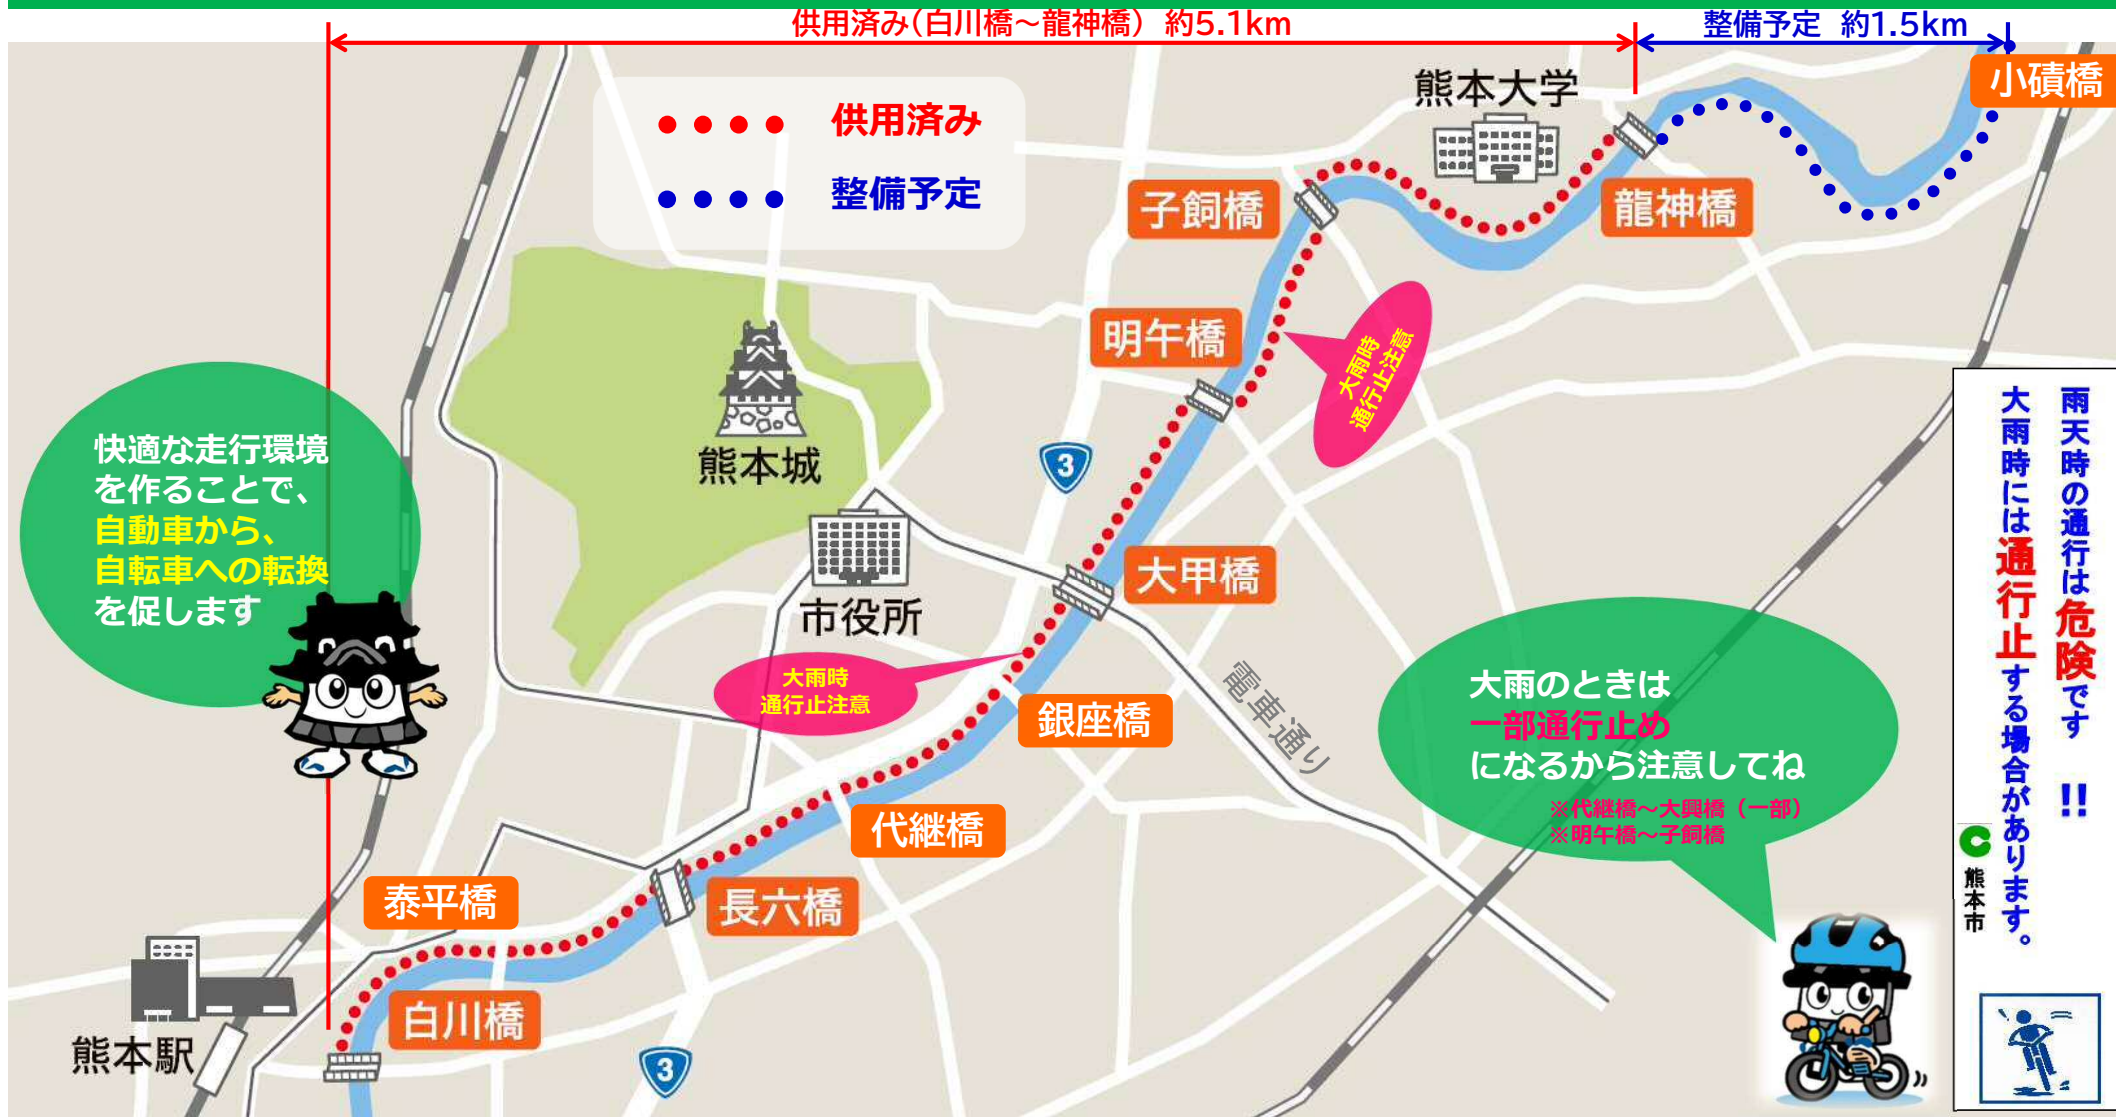 供用済み(白川橋～龍神橋) 約5.1km
整備予定 約1.5km
供用済み
整備予定
小磧橋
熊本大学
子飼橋
龍神橋
明午橋
大雨時
通行止注意
熊本城
3
快適な走行環境
を作ることで、
自動車から、
自転車への転換
を促します
市役所
大甲橋
大雨時
通行止注意
銀座橋
電車通り
代継橋
大雨のときは
一部通行止め
になるから注意してね
※代継橋～大興橋（一部）
※明午橋～子飼橋
泰平橋
長六橋
白川橋
熊本駅
3
雨天時の通行は危険です !!
大雨時には通行止する場合があります。
熊本市